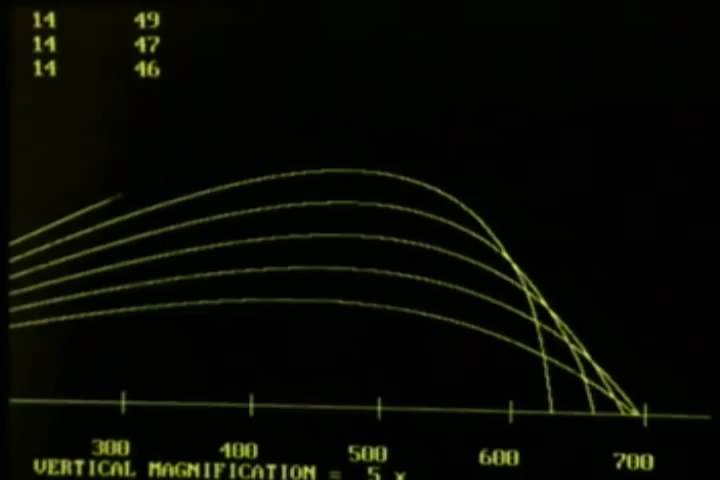 14 49
14 47
14 46
300 400 500 600 700
VERTICAL MAGNIFICATION = 5 x